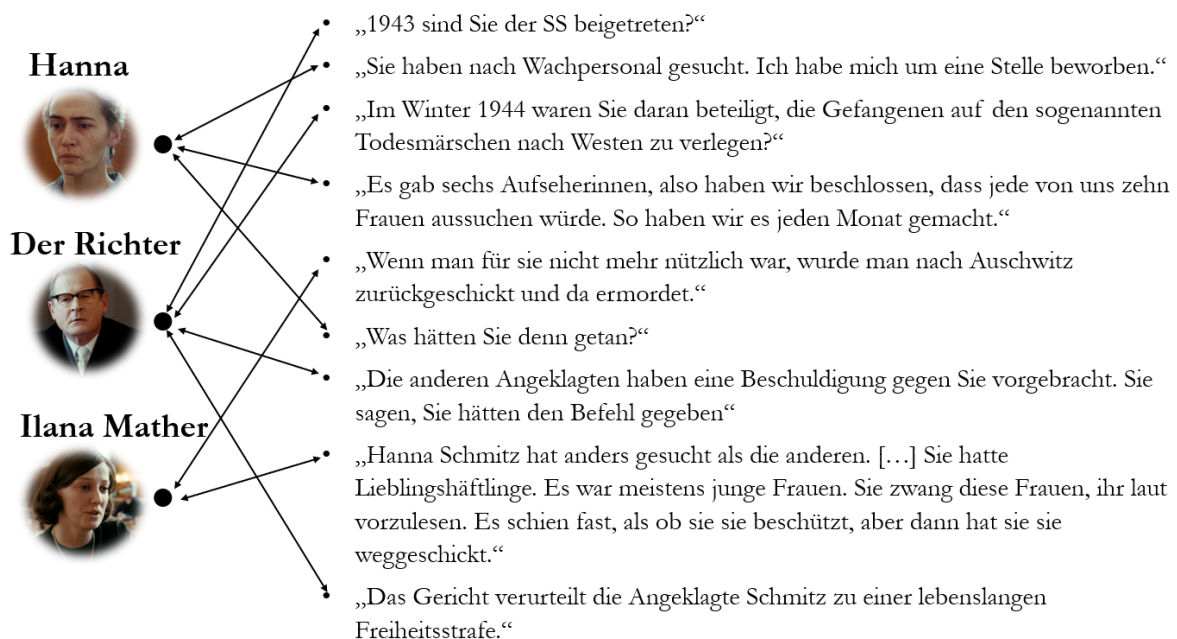 Hanna
Der Richter
Ilana Mather
• „1943 sind Sie der SS beigetreten?“
• „Sie haben nach Wachpersonal gesucht. Ich habe mich um eine Stelle beworben.“
• „Im Winter 1944 waren Sie daran beteiligt, die Gefangenen auf den sogenannten
Todesmärschen nach Westen zu verlegen?“
• „Es gab sechs Aufseherinnen, also haben wir beschlossen, dass jede von uns zehn
Frauen aussuchen würde. So haben wir es jeden Monat gemacht.“
• „Wenn man für sie nicht mehr nützlich war, wurde man nach Auschwitz
zurückgeschickt und da ermordet.“
• „Was hätten Sie denn getan?“
• „Die anderen Angeklagten haben eine Beschuldigung gegen Sie vorgebracht. Sie
sagen, Sie hätten den Befehl gegeben“
• „Hanna Schmitz hat anders gesucht als die anderen. […] Sie hatte
Lieblingshäftlinge. Es war meistens junge Frauen. Sie zwang diese Frauen, ihr laut
vorzulesen. Es schien fast, als ob sie sie beschützt, aber dann hat sie sie
weggeschickt.“
• „Das Gericht verurteilt die Angeklagte Schmitz zu einer lebenslangen
Freiheitsstrafe.“